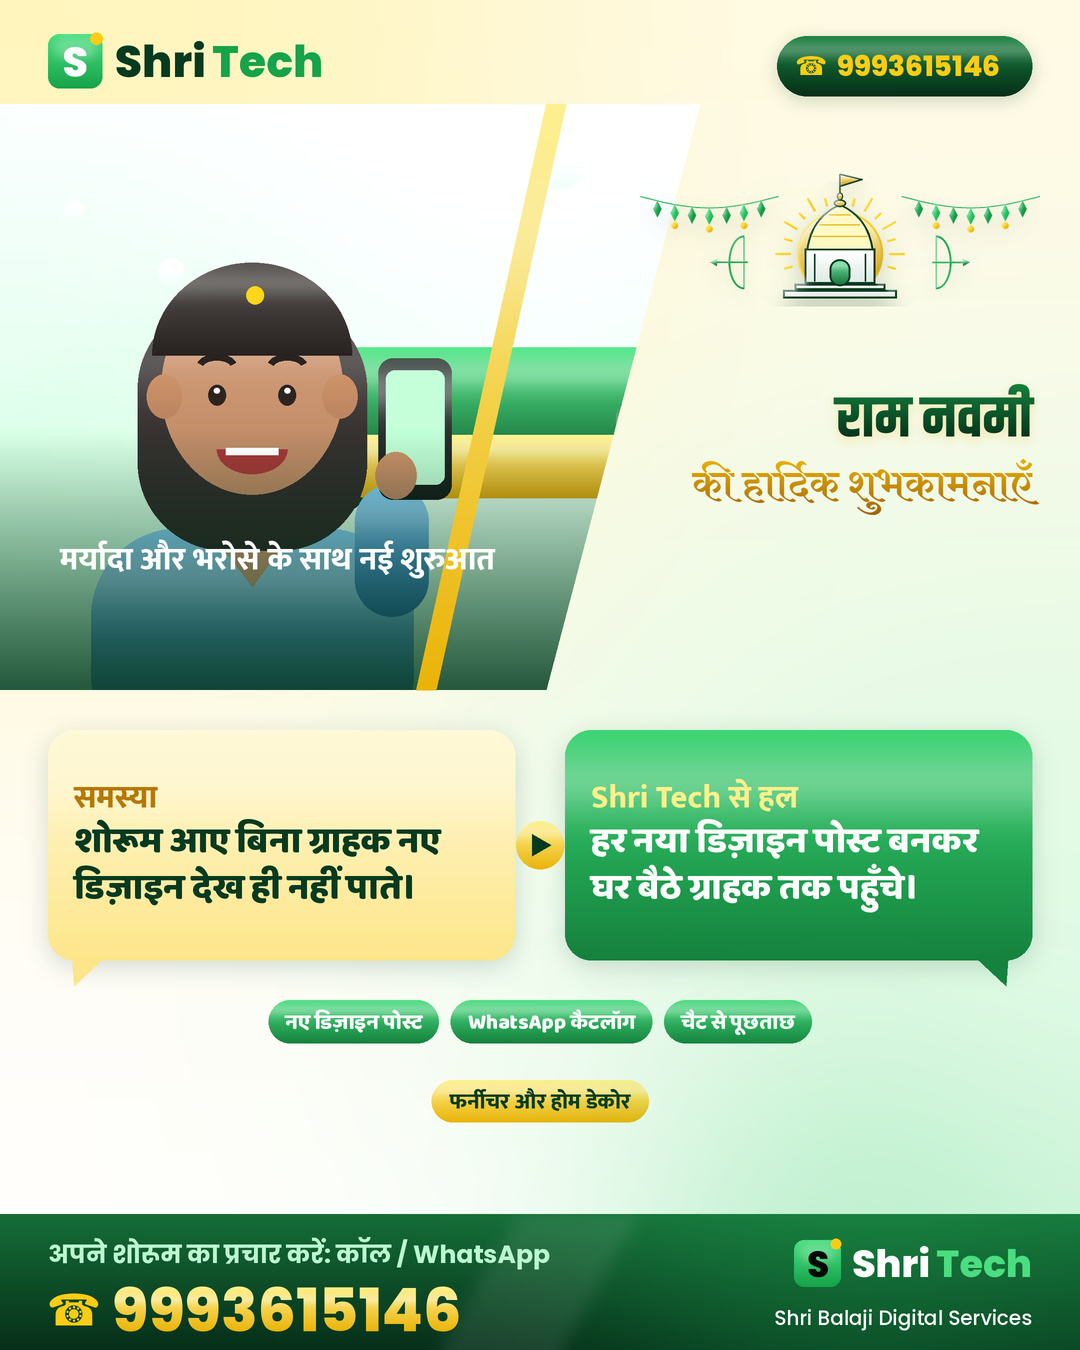 S Shri Tech
☎ 9993615146
राम नवमी
की हार्दिक शुभकामनाएँ
मर्यादा और भरोसे के साथ नई शुरुआत
समस्या
शोरूम आए बिना ग्राहक नए
डिज़ाइन देख ही नहीं पाते।
Shri Tech से हल
हर नया डिज़ाइन पोस्ट बनकर
घर बैठे ग्राहक तक पहुँचे।
नए डिज़ाइन पोस्ट
WhatsApp कैटलॉग
चैट से पूछताछ
फर्नीचर और होम डेकोर
अपने शोरूम का प्रचार करें: कॉल / WhatsApp
☎ 9993615146
S Shri Tech
Shri Balaji Digital Services